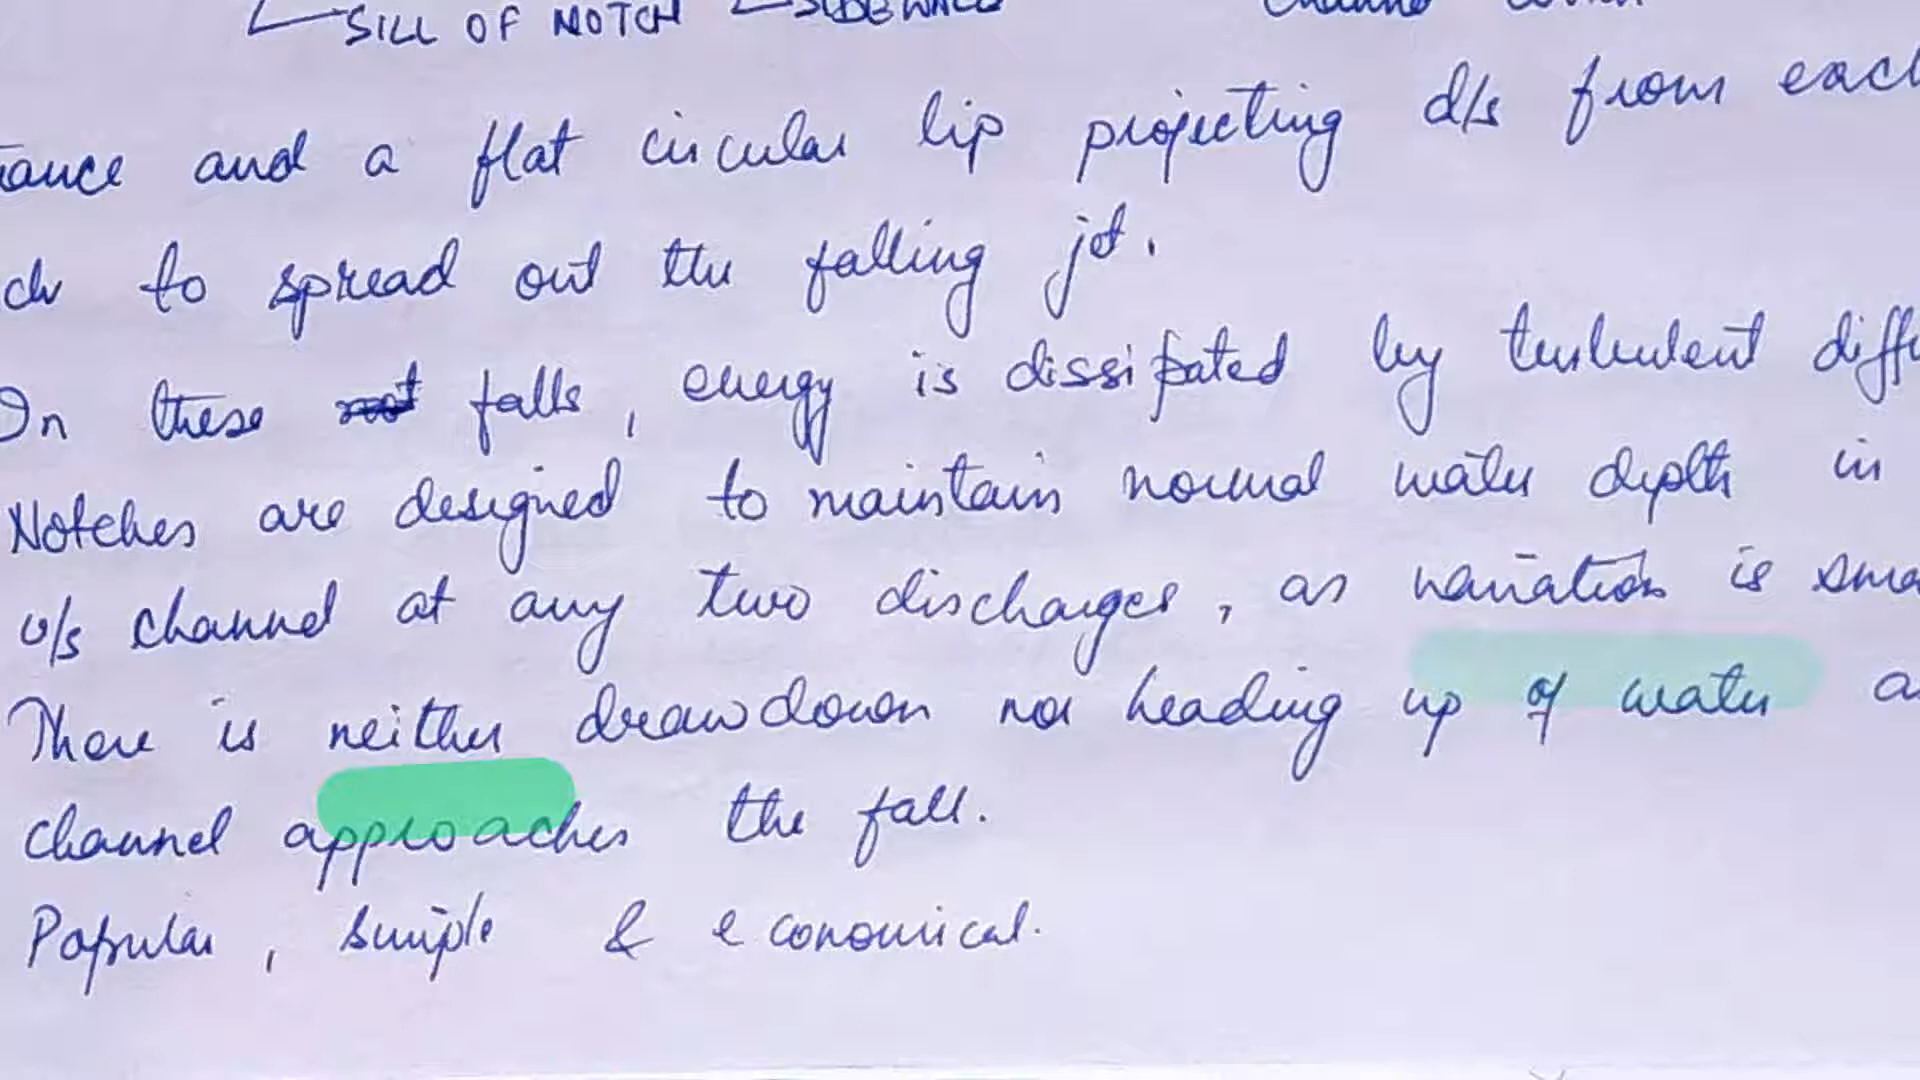 SILL OF NOTCH
and a flat circular lip projecting d/s from each
to spread out the falling jet.
In these not falls, energy is dissipated by turbulent diffu
Notches are designed to maintain normal water depth in
u/s channel at any two discharges, as variation is sma
There is neither drawdown nor heading up of water a
channel approaches the fall.
Popular, simple & economical.